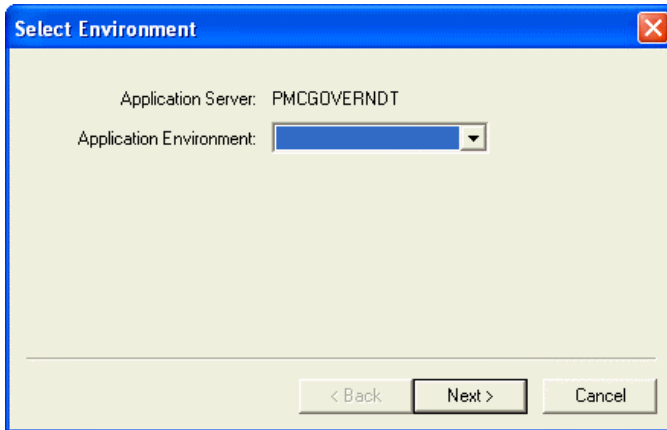 Select Environment
Application Server: PMCGOVERNDT
Application Environment:
< Back Next > Cancel